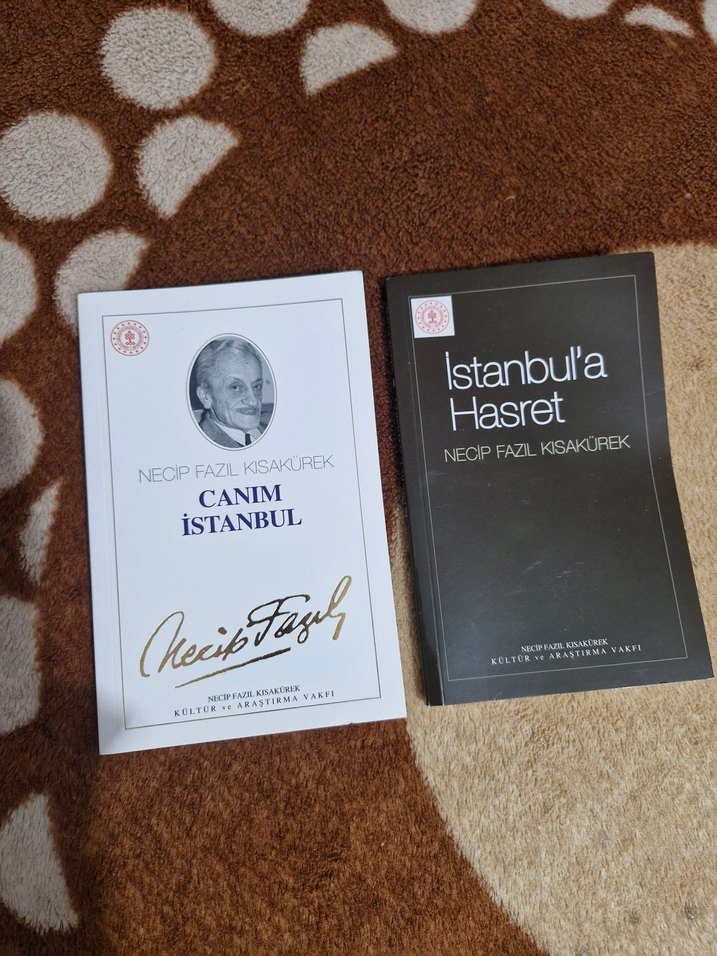 NECİP FAZIL KISAKÜREK
CANIM
İSTANBUL
Necip Fazıl
NECİP FAZIL KISAKÜREK
KÜLTÜR ve ARAŞTIRMA VAKFI
İstanbul'a
Hasret
NECİP FAZIL KISAKÜREK
NECİP FAZIL KISAKÜREK
KÜLTÜR ve ARAŞTIRMA VAKFI